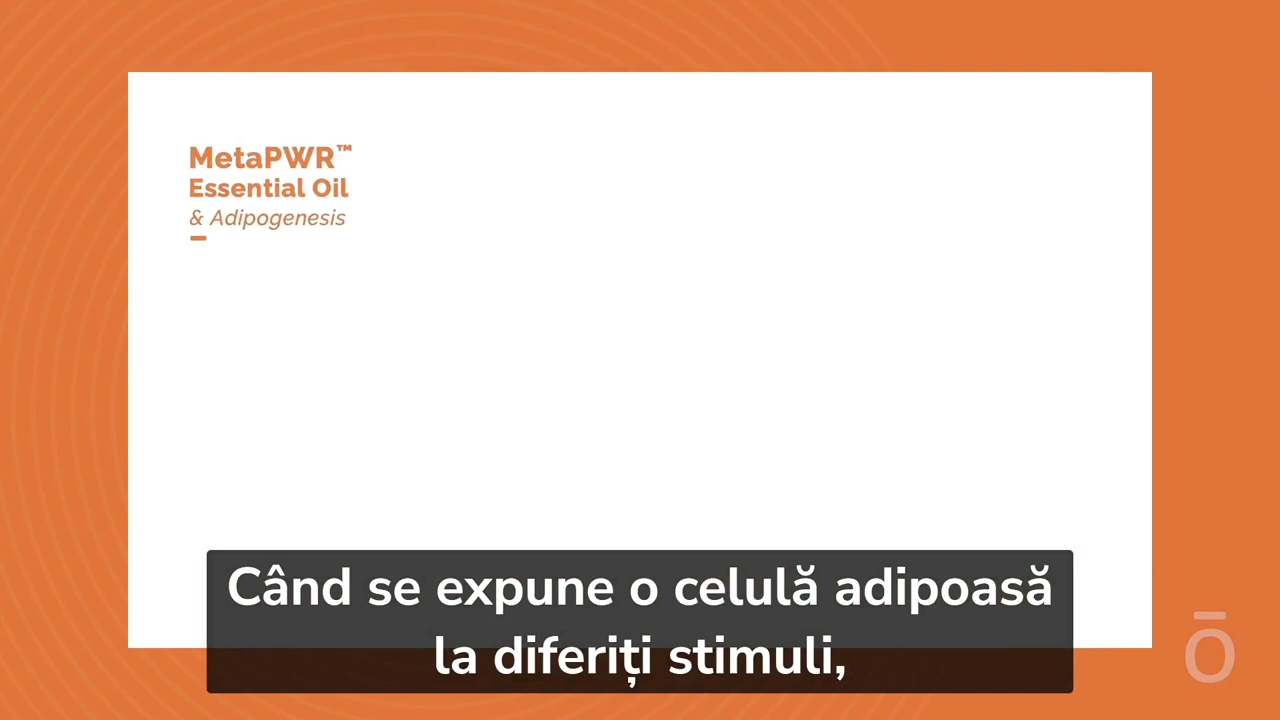 MetaPWR™
Essential Oil
& Adipogenesis
Când se expune o celulă adipoasă
la diferiți stimuli,
ō